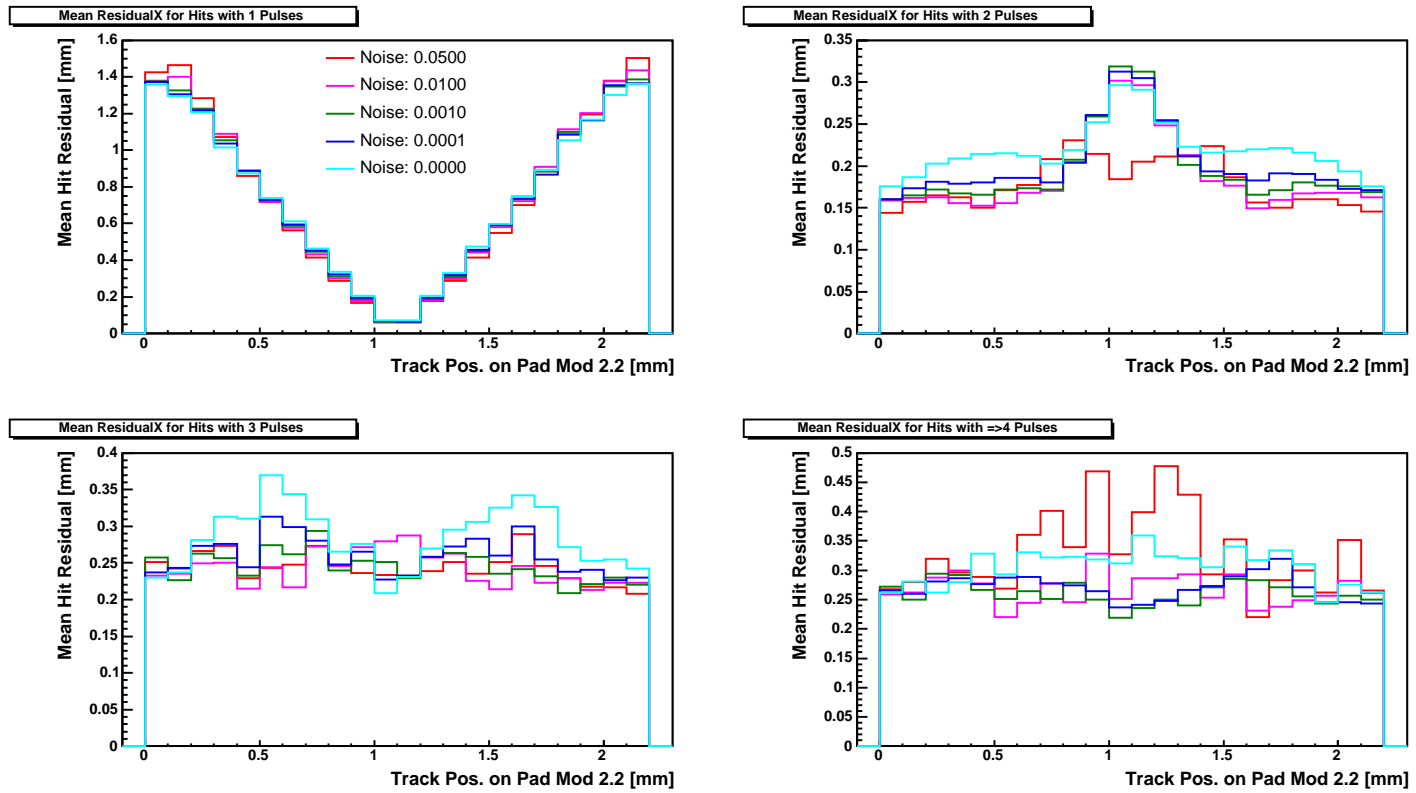 Mean ResidualX for Hits with 1 Pulses
Mean Hit Residual [mm]
1.6
1.4
1.2
1
0.8
0.6
0.4
0.2
0
Noise: 0.0500
Noise: 0.0100
Noise: 0.0010
Noise: 0.0001
Noise: 0.0000
0 0.5 1 1.5 2
Track Pos. on Pad Mod 2.2 [mm]
Mean ResidualX for Hits with 2 Pulses
Mean Hit Residual [mm]
0.35
0.3
0.25
0.2
0.15
0.1
0.05
0
0 0.5 1 1.5 2
Track Pos. on Pad Mod 2.2 [mm]
Mean ResidualX for Hits with 3 Pulses
Mean Hit Residual [mm]
0.4
0.35
0.3
0.25
0.2
0.15
0.1
0.05
0
0 0.5 1 1.5 2
Track Pos. on Pad Mod 2.2 [mm]
Mean ResidualX for Hits with =>4 Pulses
Mean Hit Residual [mm]
0.5
0.45
0.4
0.35
0.3
0.25
0.2
0.15
0.1
0.05
0
0 0.5 1 1.5 2
Track Pos. on Pad Mod 2.2 [mm]